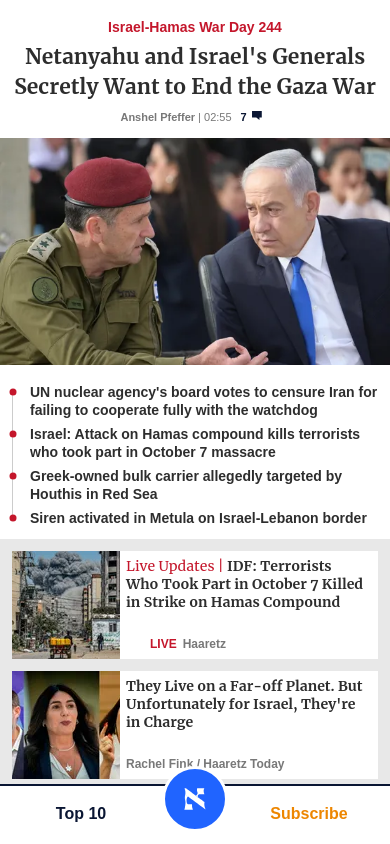 Israel-Hamas War Day 244
Netanyahu and Israel's Generals
Secretly Want to End the Gaza War
Anshel Pfeffer | 02:55 7
UN nuclear agency's board votes to censure Iran for
failing to cooperate fully with the watchdog
Israel: Attack on Hamas compound kills terrorists
who took part in October 7 massacre
Greek-owned bulk carrier allegedly targeted by
Houthis in Red Sea
Siren activated in Metula on Israel-Lebanon border
Live Updates | IDF: Terrorists
Who Took Part in October 7 Killed
in Strike on Hamas Compound
LIVE Haaretz
They Live on a Far-off Planet. But
Unfortunately for Israel, They're
in Charge
Rachel Fink / Haaretz Today
Top 10
Subscribe